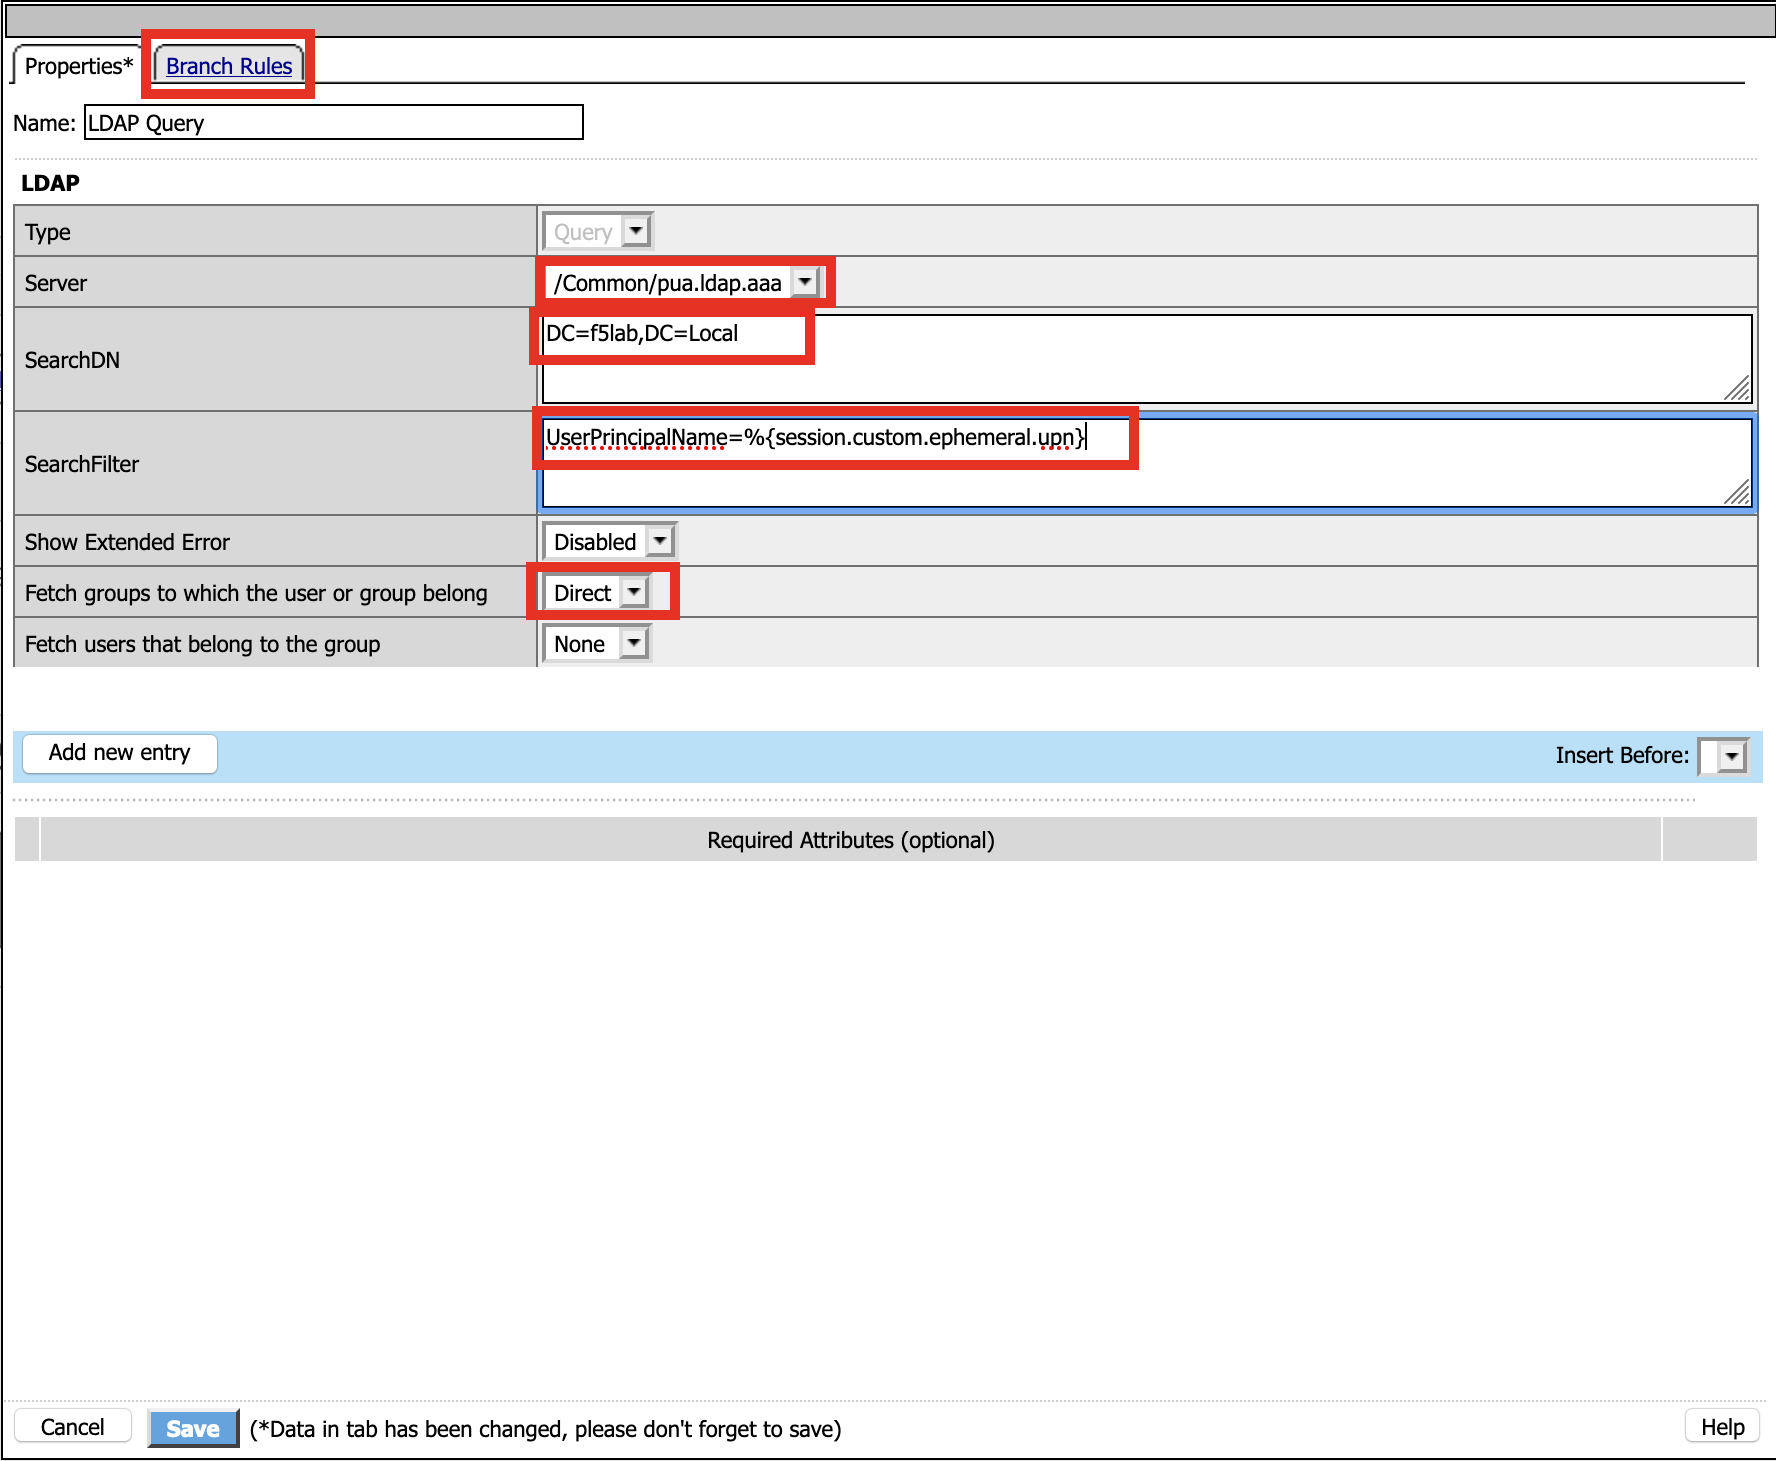 Properties* Branch Rules
Name: LDAP Query
LDAP
Type Query
Server /Common/pua.ldap.aaa
SearchDN DC=f5lab,DC=Local
SearchFilter UserPrincipalName=%{session.custom.ephemeral.upn}
Show Extended Error Disabled
Fetch groups to which the user or group belong Direct
Fetch users that belong to the group None
Add new entry Insert Before:
Required Attributes (optional)
Cancel Save (*Data in tab has been changed, please don't forget to save) Help